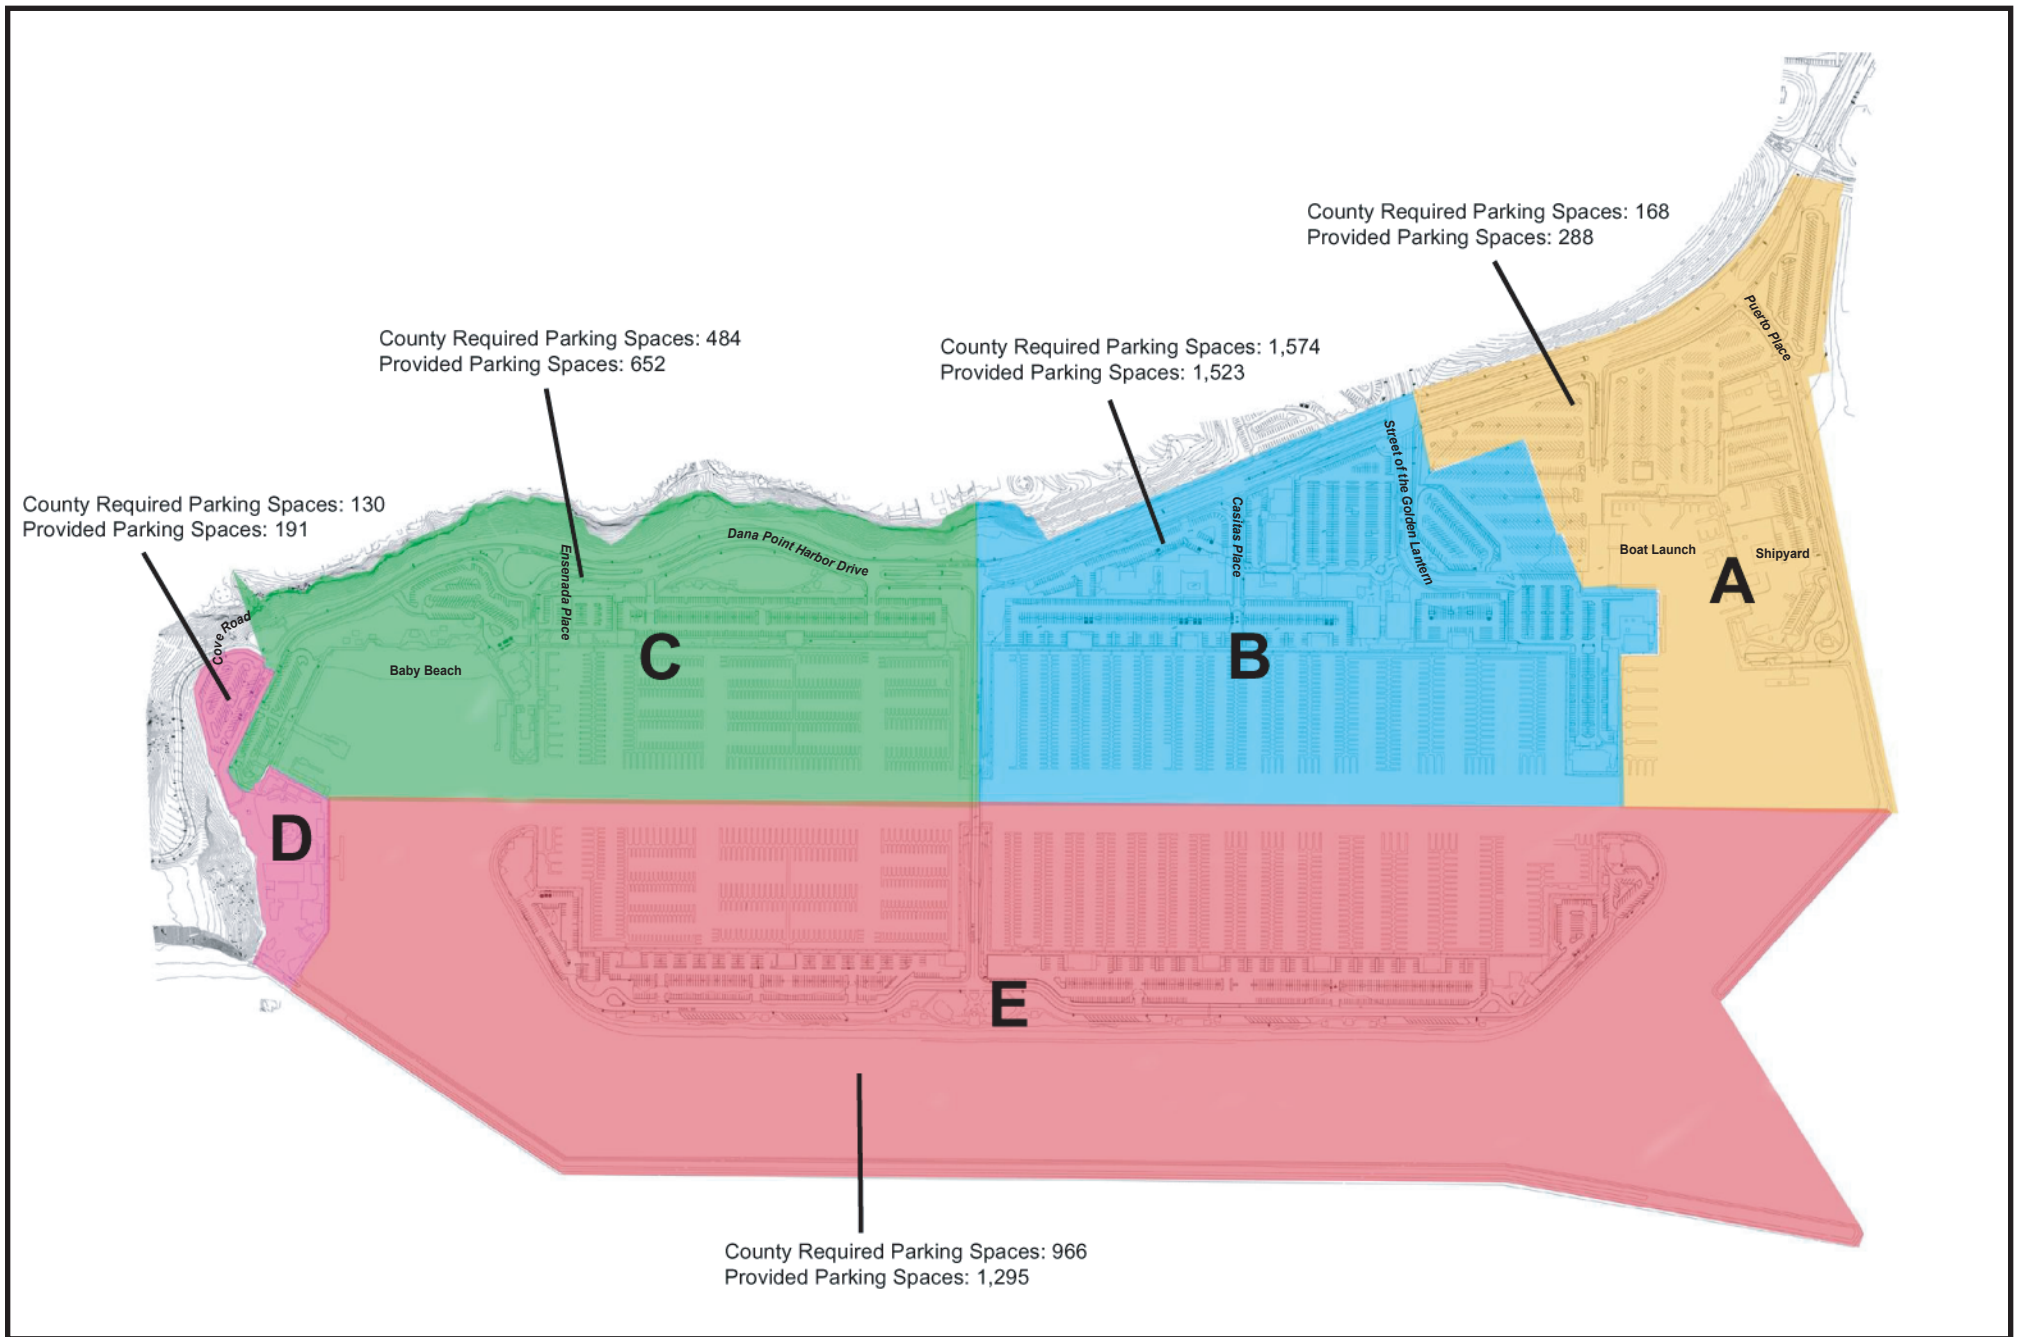 County Required Parking Spaces: 168
Provided Parking Spaces: 288
Puerto Place
County Required Parking Spaces: 484
Provided Parking Spaces: 652
County Required Parking Spaces: 1,574
Provided Parking Spaces: 1,523
Street of the Golden Lantern
County Required Parking Spaces: 130
Provided Parking Spaces: 191
Casitas Place
Dana Point Harbor Drive
Ensenada Place
Boat Launch
Shipyard
A
Cove Road
C
B
Baby Beach
D
E
County Required Parking Spaces: 966
Provided Parking Spaces: 1,295